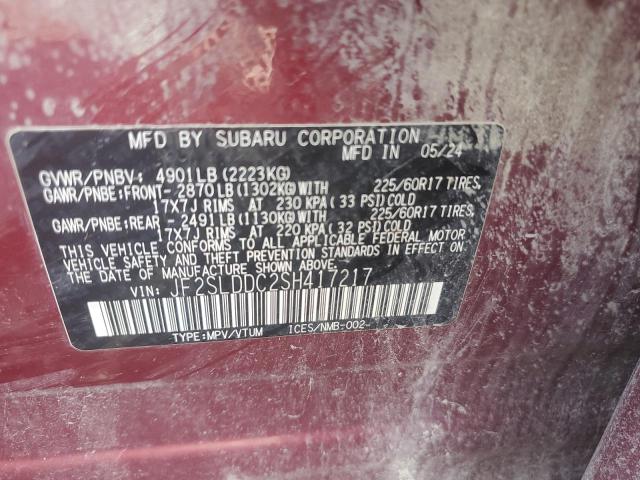 MFD BY SUBARU CORPORATION
MFD IN 05/24
GVWR/PNBV: 4901LB (2223KG)
GAWR/PNBE:FRONT-2870LB(1302KG)WITH 225/60R17 TIRES,
17X7J RIMS AT 230 KPA( 33 PSI)COLD
GAWR/PNBE:REAR -2491LB(1130KG)WITH 225/60R17 TIRES,
17X7J RIMS AT 220 KPA( 32 PSI)COLD
THIS VEHICLE CONFORMS TO ALL APPLICABLE FEDERAL MOTOR
VEHICLE SAFETY AND THEFT PREVENTION STANDARDS IN EFFECT ON
THE DATE OF MANUFACTURE SHOWN ABOVE.
VIN: JF2SLDDC2SH417217
TYPE:MPV/VTUM ICES/NMB-002-